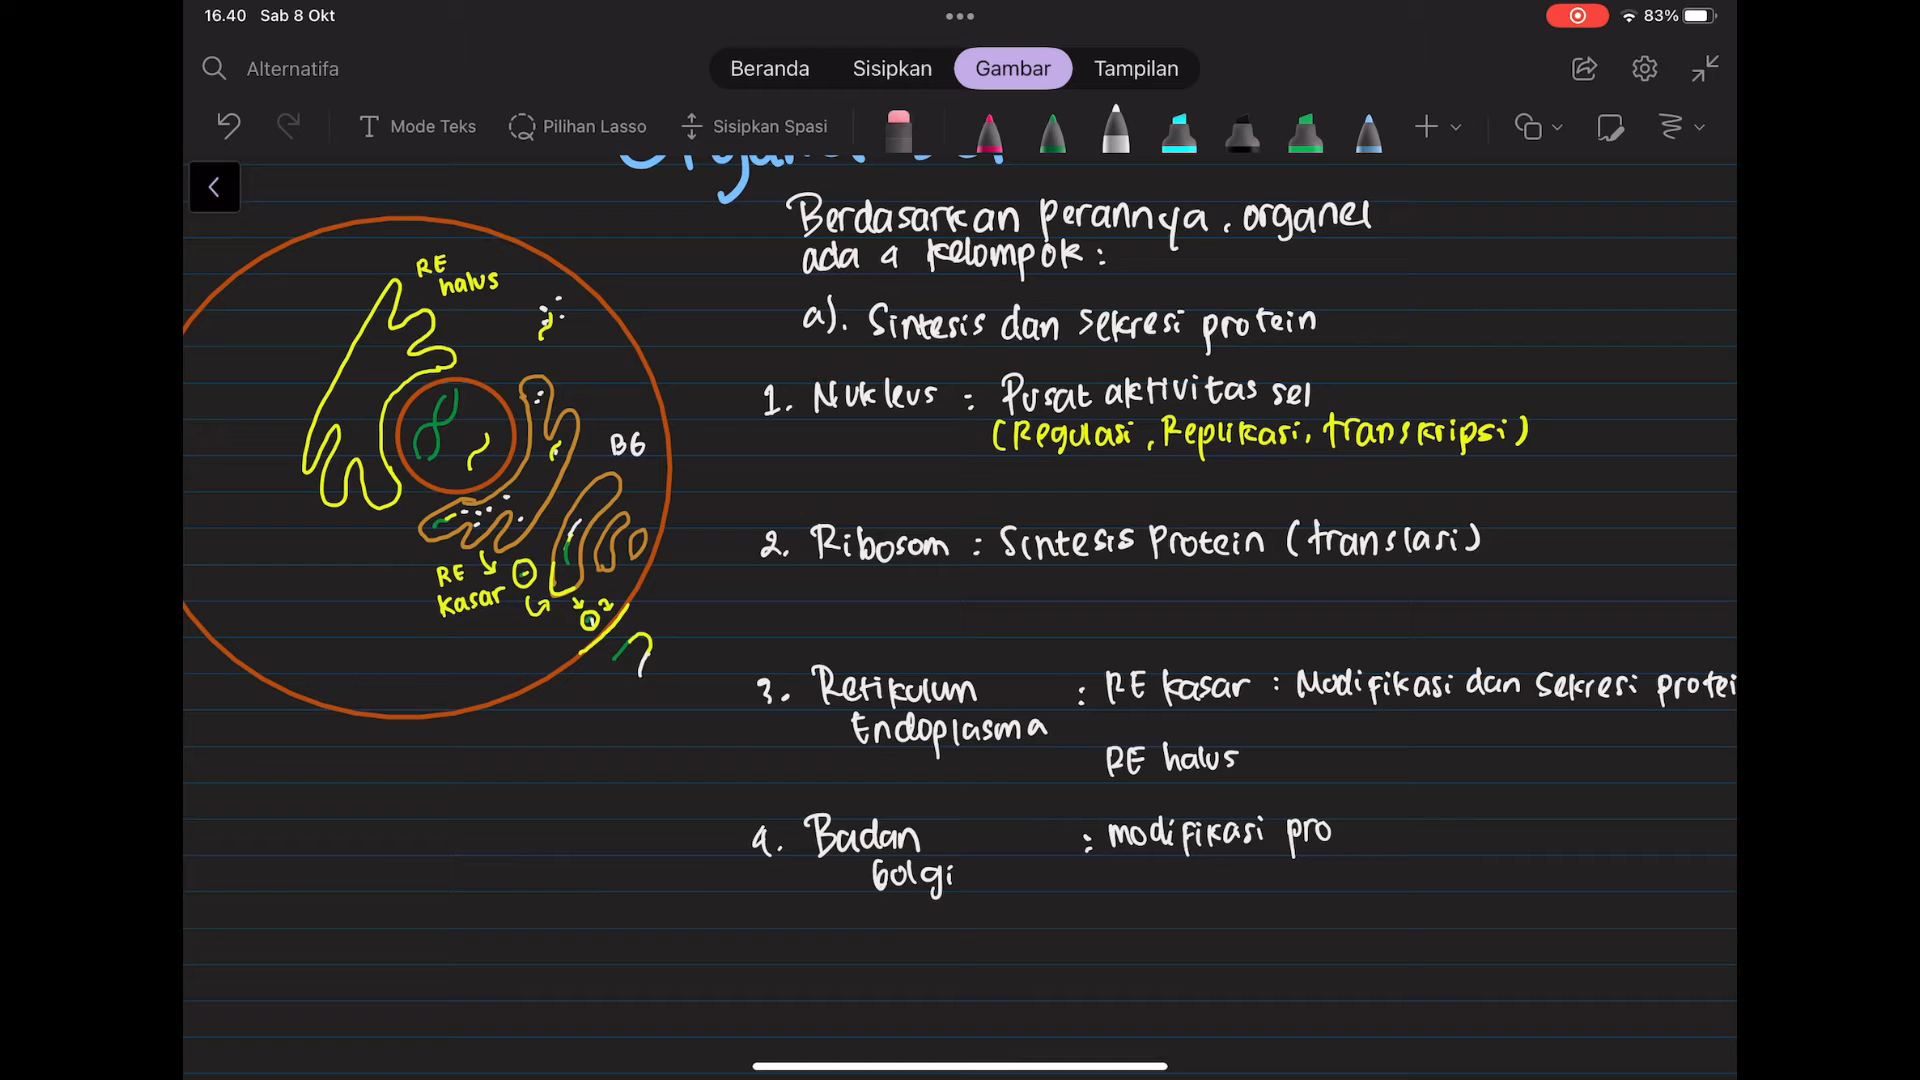 16.40 Sab 8 Okt
83%
Alternatifa
Beranda Sisipkan Gambar Tampilan
Mode Teks Pilihan Lasso Sisipkan Spasi
Berdasarkan perannya, organel
ada 4 kelompok :
a). Sintesis dan sekresi protein
1. Nukleus : Pusat aktivitas sel
(Regulasi, Replikasi, transkripsi)
2. Ribosom : Sintesis Protein (translasi)
3. Retikulum : RE kasar : Modifikasi dan sekresi protei
Endoplasma
RE halus
4. Badan : modifikasi pro
Golgi
RE
halus
BG
RE
kasar